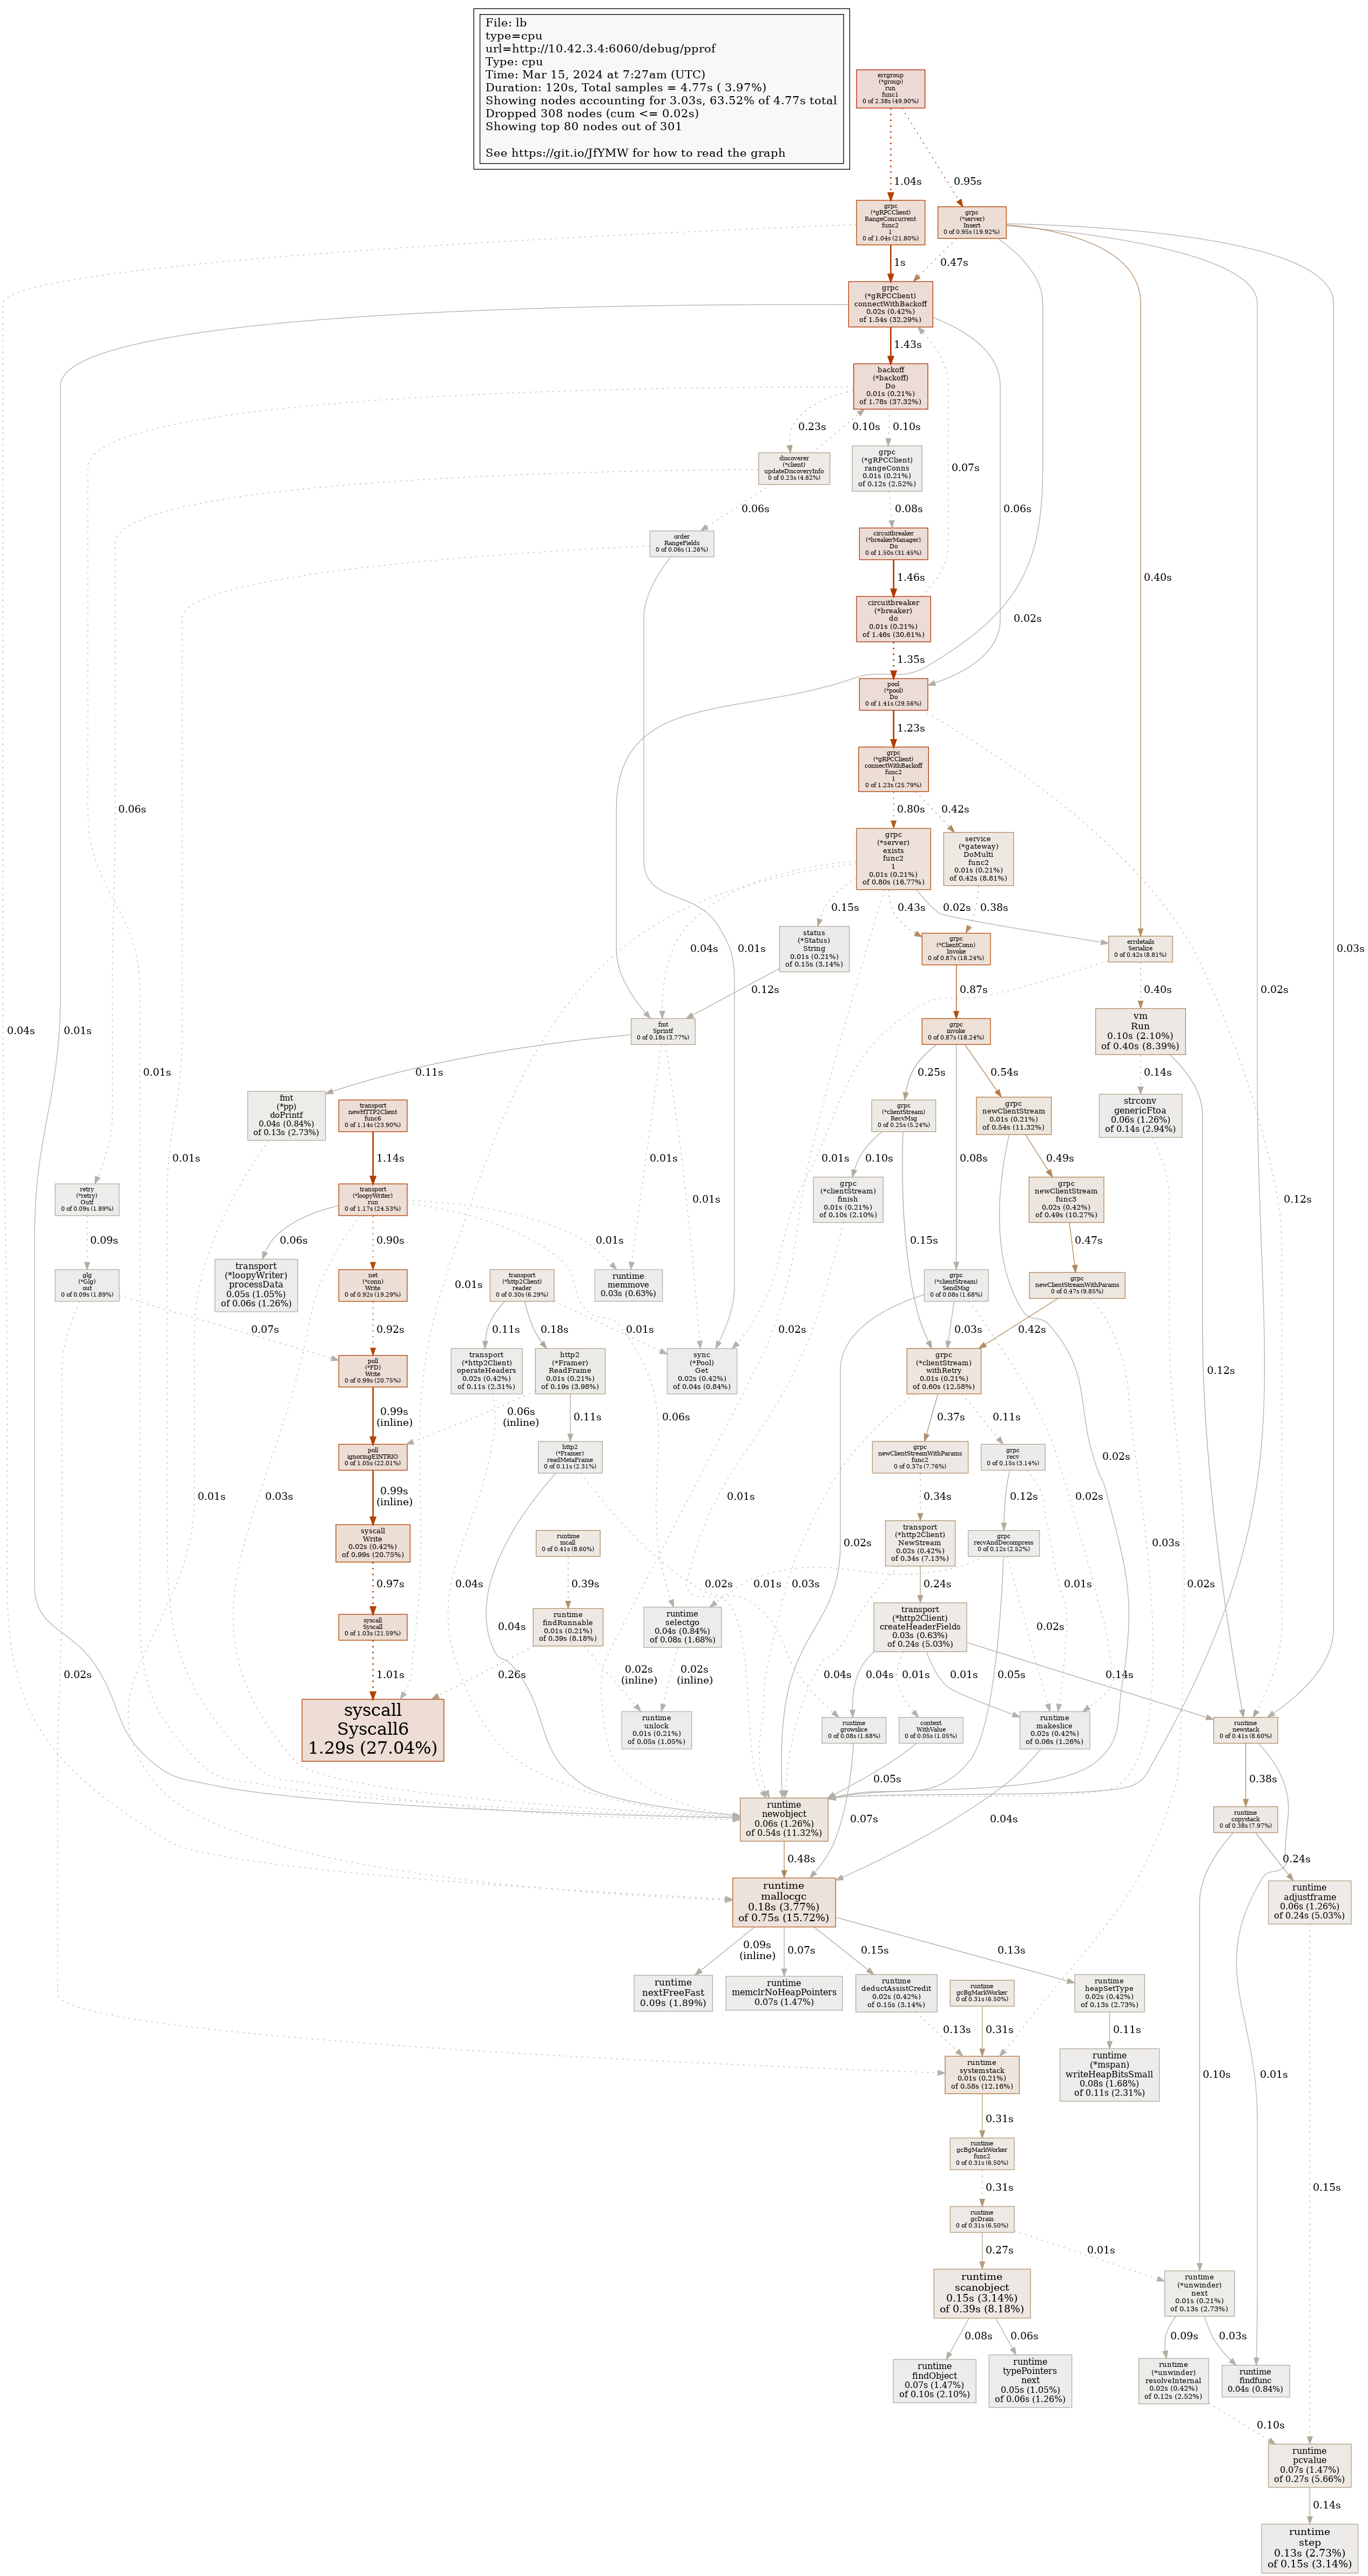 File: lb
type=cpu
url=http://10.42.3.4:6060/debug/pprof
Type: cpu
Time: Mar 15, 2024 at 7:27am (UTC)
Duration: 120s, Total samples = 4.77s ( 3.97%)
Showing nodes accounting for 3.03s, 63.52% of 4.77s total
Dropped 308 nodes (cum <= 0.02s)
Showing top 80 nodes out of 301
See https://git.io/JfYMW for how to read the graph
errgroup
(*group)
run
func1
0 of 2.38s (49.90%)
1.04s
0.95s
grpc
(*gRPCClient)
RangeConcurrent
func2
1
0 of 1.04s (21.80%)
grpc
(*server)
Insert
0 of 0.95s (19.92%)
1s
0.47s
grpc
(*gRPCClient)
connectWithBackoff
0.02s (0.42%)
of 1.54s (32.29%)
1.43s
backoff
(*backoff)
Do
0.01s (0.21%)
of 1.78s (37.32%)
0.23s
0.10s
0.10s
discoverer
(*client)
updateDiscoveryInfo
0 of 0.23s (4.82%)
grpc
(*gRPCClient)
rangeConns
0.01s (0.21%)
of 0.12s (2.52%)
0.07s
0.06s
0.08s
0.06s
order
RangeFields
0 of 0.06s (1.26%)
circuitbreaker
(*breakerManager)
Do
0 of 1.50s (31.45%)
1.46s
0.40s
circuitbreaker
(*breaker)
do
0.01s (0.21%)
of 1.46s (30.61%)
0.02s
1.35s
pool
(*pool)
Do
0 of 1.41s (29.56%)
1.23s
grpc
(*gRPCClient)
connectWithBackoff
func2
1
0 of 1.23s (25.79%)
0.06s
0.80s
0.42s
grpc
(*server)
exists
func2
1
0.01s (0.21%)
of 0.80s (16.77%)
service
(*gateway)
DoMulti
func2
0.01s (0.21%)
of 0.42s (8.81%)
0.15s
0.43s
0.02s
0.38s
status
(*Status)
String
0.01s (0.21%)
of 0.15s (3.14%)
grpc
(*ClientConn)
Invoke
0 of 0.87s (18.24%)
errdetails
Serialize
0 of 0.42s (8.81%)
0.04s
0.01s
0.03s
0.12s
0.87s
0.40s
0.02s
fmt
Sprintf
0 of 0.18s (3.77%)
grpc
invoke
0 of 0.87s (18.24%)
vm
Run
0.10s (2.10%)
of 0.40s (8.39%)
0.04s
0.01s
0.01s
0.11s
0.25s
0.54s
0.14s
fmt
(*pp)
doPrintf
0.04s (0.84%)
of 0.13s (2.73%)
transport
newHTTP2Client
func6
0 of 1.14s (23.90%)
grpc
(*clientStream)
RecvMsg
0 of 0.25s (5.24%)
grpc
newClientStream
0.01s (0.21%)
of 0.54s (11.32%)
strconv
genericFtoa
0.06s (1.26%)
of 0.14s (2.94%)
0.01s
1.14s
0.01s
0.01s
0.10s
0.08s
0.49s
retry
(*retry)
Outf
0 of 0.09s (1.89%)
transport
(*loopyWriter)
run
0 of 1.17s (24.53%)
grpc
(*clientStream)
finish
0.01s (0.21%)
of 0.10s (2.10%)
grpc
newClientStream
func3
0.02s (0.42%)
of 0.49s (10.27%)
0.01s
0.12s
0.09s
0.06s
0.90s
0.01s
0.15s
0.47s
glg
(*Glg)
out
0 of 0.09s (1.89%)
transport
(*loopyWriter)
processData
0.05s (1.05%)
of 0.06s (1.26%)
net
(*conn)
Write
0 of 0.92s (19.29%)
transport
(*http2Client)
reader
0 of 0.30s (6.29%)
runtime
memmove
0.03s (0.63%)
grpc
(*clientStream)
SendMsg
0 of 0.08s (1.68%)
grpc
newClientStreamWithParams
0 of 0.47s (9.85%)
0.01s
0.07s
0.92s
0.11s
0.18s
0.01s
0.02s
0.03s
0.42s
poll
(*FD)
Write
0 of 0.99s (20.75%)
transport
(*http2Client)
operateHeaders
0.02s (0.42%)
of 0.11s (2.31%)
http2
(*Framer)
ReadFrame
0.01s (0.21%)
of 0.19s (3.98%)
sync
(*Pool)
Get
0.02s (0.42%)
of 0.04s (0.84%)
grpc
(*clientStream)
withRetry
0.01s (0.21%)
of 0.60s (12.58%)
0.12s
0.99s
(inline)
0.06s
(inline)
0.11s
0.06s
0.37s
0.11s
poll
ignoringEINTRIO
0 of 1.05s (22.01%)
http2
(*Framer)
readMetaFrame
0 of 0.11s (2.31%)
grpc
newClientStreamWithParams
func2
0 of 0.37s (7.76%)
grpc
recv
0 of 0.15s (3.14%)
0.02s
0.01s
0.03s
0.99s
(inline)
0.01s
0.34s
0.12s
0.02s
syscall
Write
0.02s (0.42%)
of 0.99s (20.75%)
runtime
mcall
0 of 0.41s (8.60%)
transport
(*http2Client)
NewStream
0.02s (0.42%)
of 0.34s (7.13%)
grpc
recvAndDecompress
0 of 0.12s (2.52%)
0.02s
0.03s
0.97s
0.04s
0.39s
0.02s
0.01s
0.03s
0.24s
0.01s
0.02s
syscall
Syscall
0 of 1.03s (21.59%)
runtime
findRunnable
0.01s (0.21%)
of 0.39s (8.18%)
runtime
selectgo
0.04s (0.84%)
of 0.08s (1.68%)
transport
(*http2Client)
createHeaderFields
0.03s (0.63%)
of 0.24s (5.03%)
0.04s
0.02s
0.02s
1.01s
0.26s
0.02s
(inline)
0.02s
(inline)
0.04s
0.04s
0.01s
0.01s
0.05s
0.14s
syscall
Syscall6
1.29s (27.04%)
runtime
unlock
0.01s (0.21%)
of 0.05s (1.05%)
runtime
growslice
0 of 0.08s (1.68%)
context
WithValue
0 of 0.05s (1.05%)
runtime
makeslice
0.02s (0.42%)
of 0.06s (1.26%)
runtime
newstack
0 of 0.41s (8.60%)
0.05s
0.38s
runtime
newobject
0.06s (1.26%)
of 0.54s (11.32%)
0.07s
0.04s
runtime
copystack
0 of 0.38s (7.97%)
0.48s
0.24s
runtime
mallocgc
0.18s (3.77%)
of 0.75s (15.72%)
runtime
adjustframe
0.06s (1.26%)
of 0.24s (5.03%)
0.09s
(inline)
0.07s
0.15s
0.13s
runtime
nextFreeFast
0.09s (1.89%)
runtime
memclrNoHeapPointers
0.07s (1.47%)
runtime
deductAssistCredit
0.02s (0.42%)
of 0.15s (3.14%)
runtime
gcBgMarkWorker
0 of 0.31s (6.50%)
runtime
heapSetType
0.02s (0.42%)
of 0.13s (2.73%)
0.13s
0.31s
0.11s
runtime
systemstack
0.01s (0.21%)
of 0.58s (12.16%)
runtime
(*mspan)
writeHeapBitsSmall
0.08s (1.68%)
of 0.11s (2.31%)
0.10s
0.01s
0.31s
runtime
gcBgMarkWorker
func2
0 of 0.31s (6.50%)
0.31s
0.15s
runtime
gcDrain
0 of 0.31s (6.50%)
0.27s
0.01s
runtime
scanobject
0.15s (3.14%)
of 0.39s (8.18%)
runtime
(*unwinder)
next
0.01s (0.21%)
of 0.13s (2.73%)
0.08s
0.06s
0.09s
0.03s
runtime
findObject
0.07s (1.47%)
of 0.10s (2.10%)
runtime
typePointers
next
0.05s (1.05%)
of 0.06s (1.26%)
runtime
(*unwinder)
resolveInternal
0.02s (0.42%)
of 0.12s (2.52%)
runtime
findfunc
0.04s (0.84%)
0.10s
runtime
pcvalue
0.07s (1.47%)
of 0.27s (5.66%)
0.14s
runtime
step
0.13s (2.73%)
of 0.15s (3.14%)